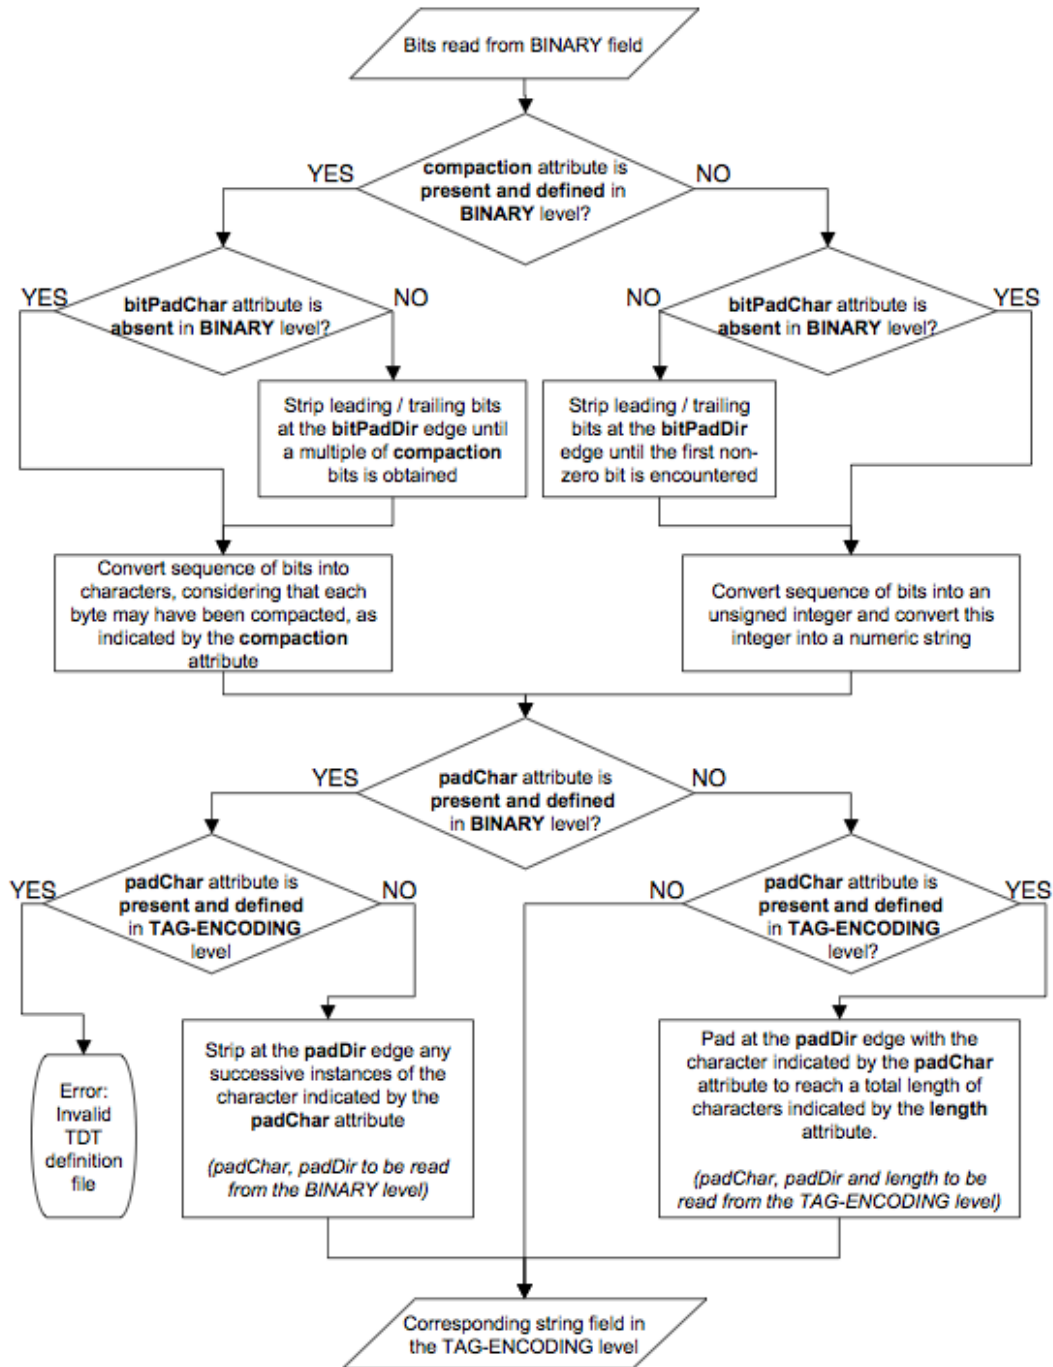 Bits read from BINARY field
compaction attribute is
present and defined in
BINARY level?
YES
NO
bitPadChar attribute is
absent in BINARY level?
YES
NO
bitPadChar attribute is
absent in BINARY level?
NO
YES
Strip leading / trailing bits
at the bitPadDir edge until
a multiple of compaction
bits is obtained
Strip leading / trailing
bits at the bitPadDir
edge until the first non-
zero bit is encountered
Convert sequence of bits into
characters, considering that each
byte may have been compacted, as
indicated by the compaction
attribute
Convert sequence of bits into an
unsigned integer and convert this
integer into a numeric string
padChar attribute is
present and defined
in BINARY level?
YES
NO
padChar attribute is
present and defined
in TAG-ENCODING
level
YES
NO
padChar attribute is
present and defined
in TAG-ENCODING
level?
NO
YES
Error:
Invalid
TDT
definition
file
Strip at the padDir edge any
successive instances of the
character indicated by the
padChar attribute
(padChar, padDir to be read
from the BINARY level)
Pad at the padDir edge with the
character indicated by the padChar
attribute to reach a total length of
characters indicated by the length
attribute.
(padChar, padDir and length to be
read from the TAG-ENCODING level)
Corresponding string field in
the TAG-ENCODING level